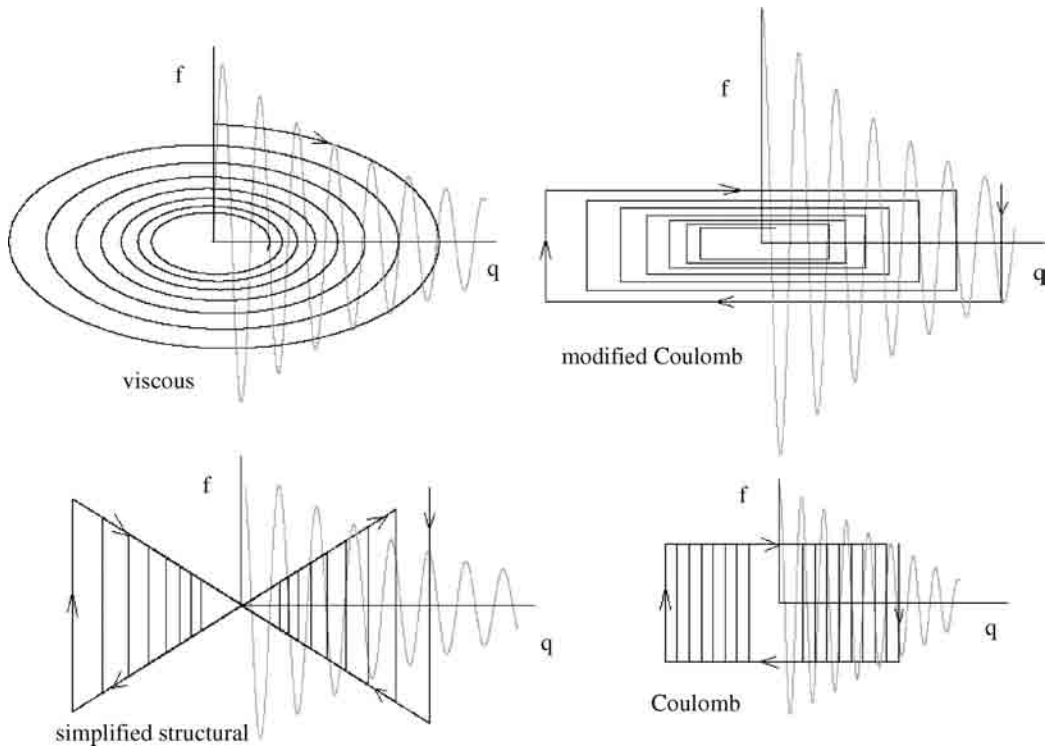 f
q
viscous
f
q
modified Coulomb
f
q
simplified structural
f
q
Coulomb